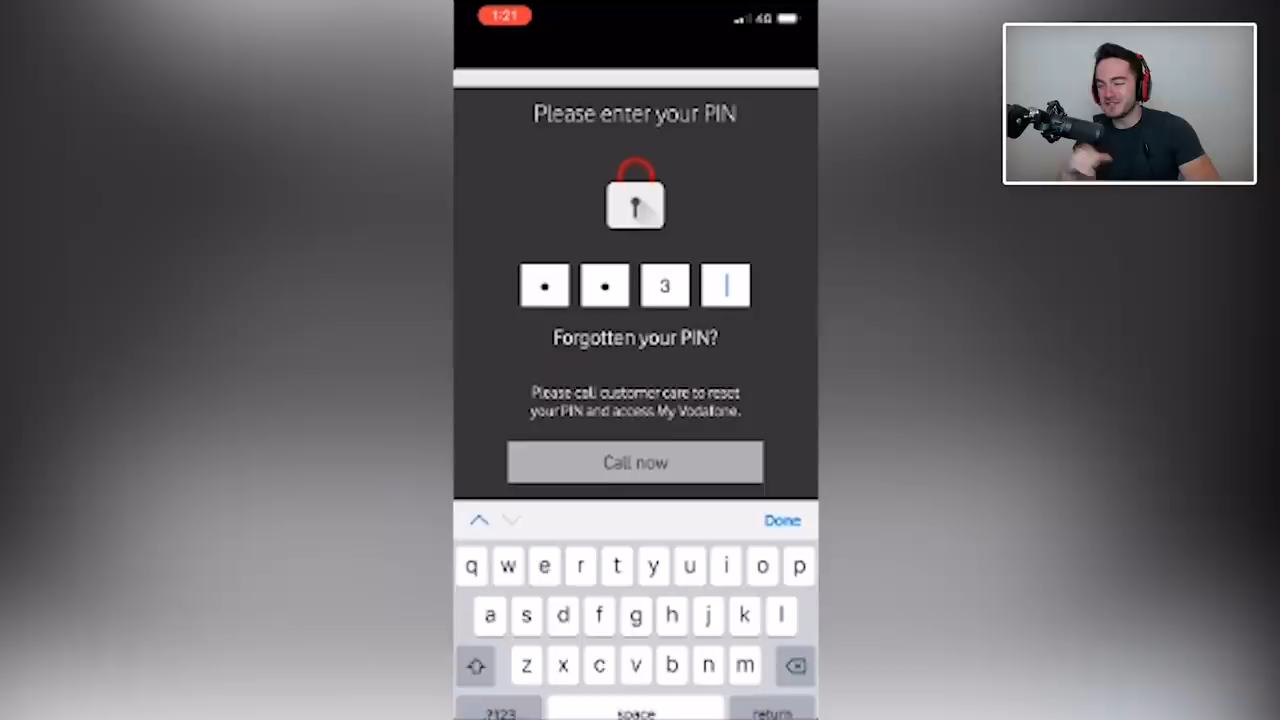 1:21
4G
Please enter your PIN
3
Forgotten your PIN?
Please call customer care to reset
your PIN and access My Vodafone.
Call now
Done
q w e r t y u i o p
a s d f g h j k l
z x c v b n m
.?123 space return